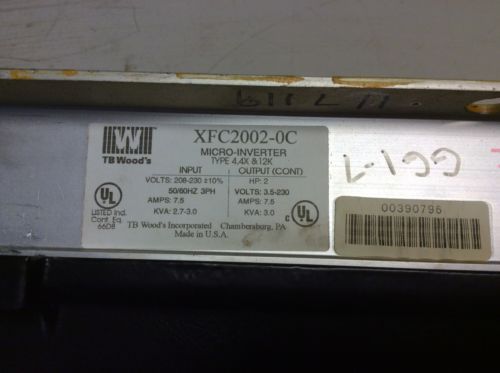 TB Wood's
XFC2002-0C
MICRO-INVERTER
TYPE 4,4X & 12K
INPUT
VOLTS: 208-230 ±10%
50/60HZ 3PH
AMPS: 7.5
KVA: 2.7-3.0
OUTPUT (CONT)
HP: 2
VOLTS: 3.5-230
AMPS: 7.5
KVA: 3.0
UL
LISTED Ind.
Cont. Eq.
66D8
C UL
TB Wood's Incorporated Chambersburg, PA
Made in U.S.A.
00390796